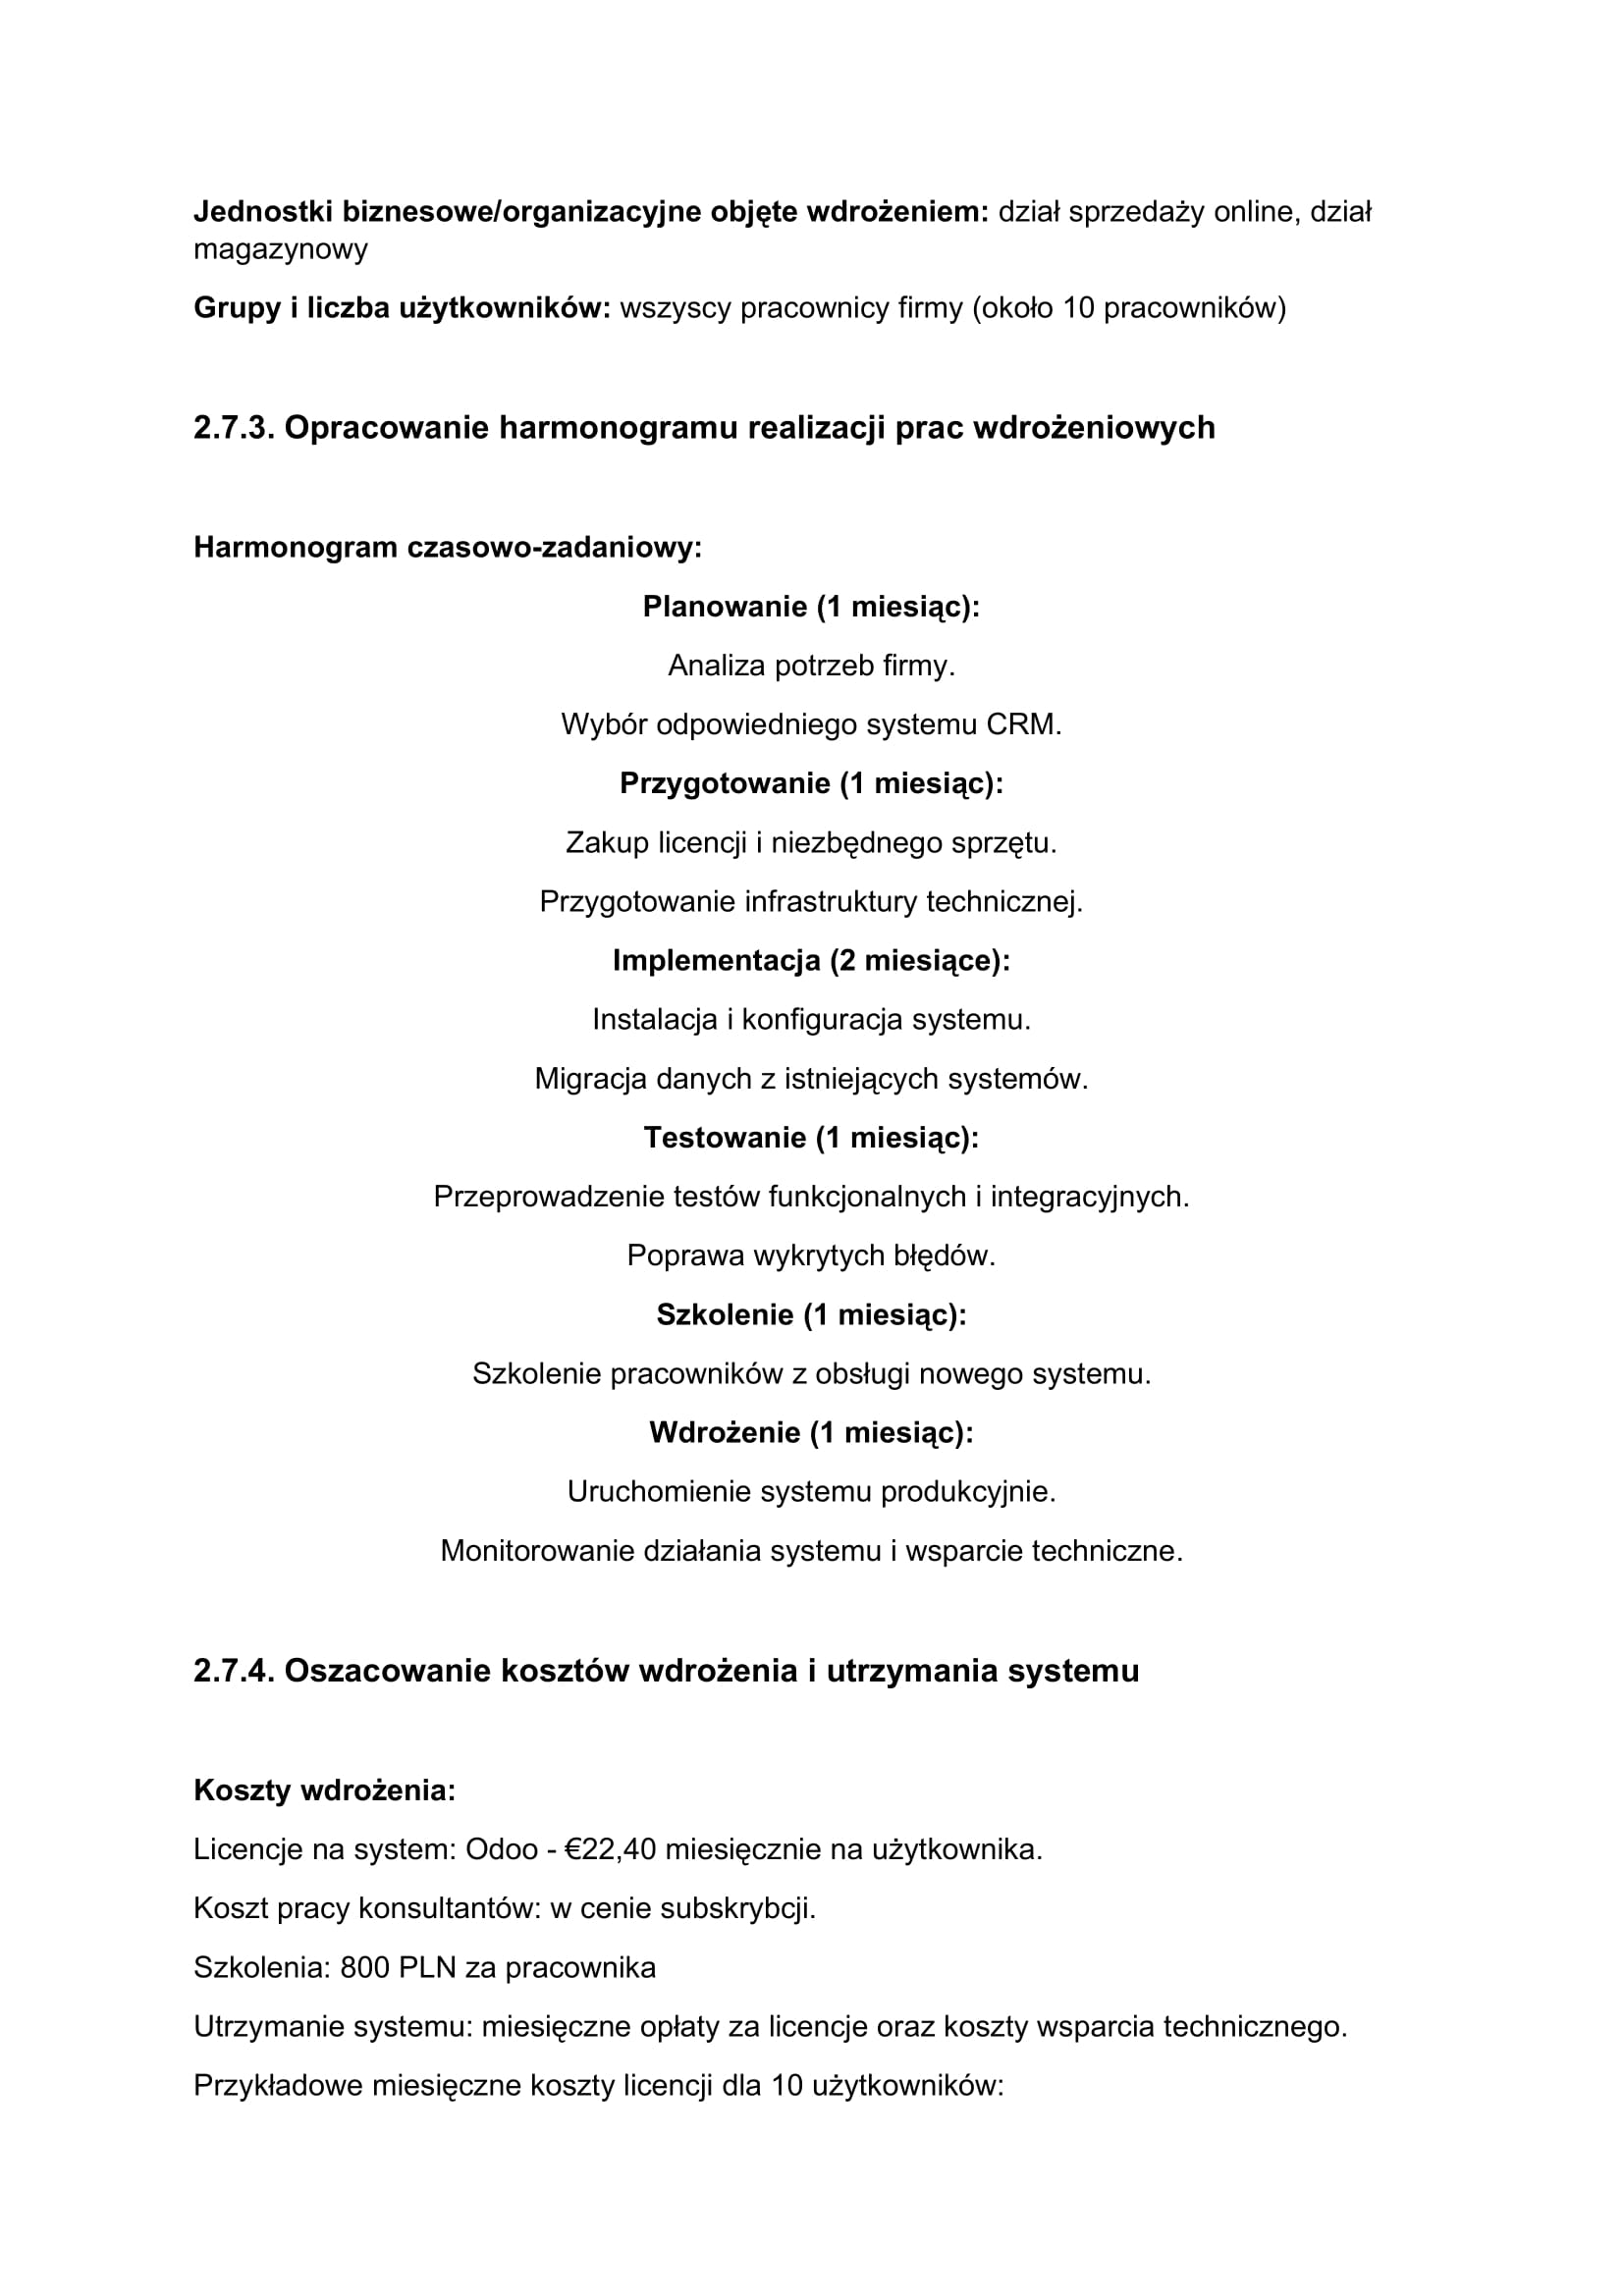 Jednostki biznesowe/organizacyjne objęte wdrożeniem: dział sprzedaży online, dział
magazynowy
Grupy i liczba użytkowników: wszyscy pracownicy firmy (około 10 pracowników)
2.7.3. Opracowanie harmonogramu realizacji prac wdrożeniowych
Harmonogram czasowo-zadaniowy:
Planowanie (1 miesiąc):
Analiza potrzeb firmy.
Wybór odpowiedniego systemu CRM.
Przygotowanie (1 miesiąc):
Zakup licencji i niezbędnego sprzętu.
Przygotowanie infrastruktury technicznej.
Implementacja (2 miesiące):
Instalacja i konfiguracja systemu.
Migracja danych z istniejących systemów.
Testowanie (1 miesiąc):
Przeprowadzenie testów funkcjonalnych i integracyjnych.
Poprawa wykrytych błędów.
Szkolenie (1 miesiąc):
Szkolenie pracowników z obsługi nowego systemu.
Wdrożenie (1 miesiąc):
Uruchomienie systemu produkcyjnie.
Monitorowanie działania systemu i wsparcie techniczne.
2.7.4. Oszacowanie kosztów wdrożenia i utrzymania systemu
Koszty wdrożenia:
Licencje na system: Odoo - €22,40 miesięcznie na użytkownika.
Koszt pracy konsultantów: w cenie subskrybcji.
Szkolenia: 800 PLN za pracownika
Utrzymanie systemu: miesięczne opłaty za licencje oraz koszty wsparcia technicznego.
Przykładowe miesięczne koszty licencji dla 10 użytkowników: